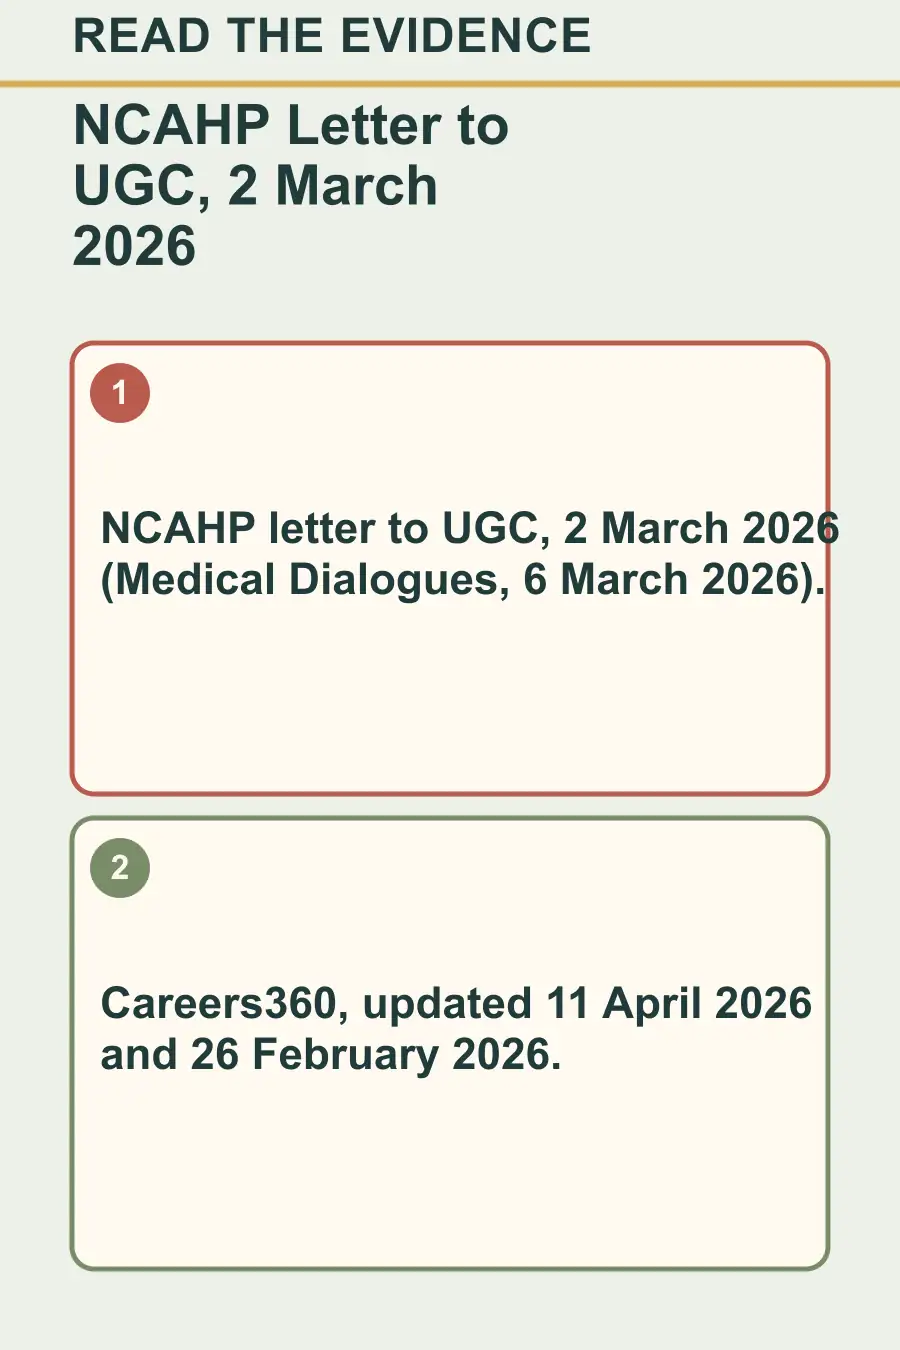 READ THE EVIDENCE
NCAHP Letter to
UGC, 2 March
2026
1
NCAHP letter to UGC, 2 March 2026
(Medical Dialogues, 6 March 2026).
2
Careers360, updated 11 April 2026
and 26 February 2026.